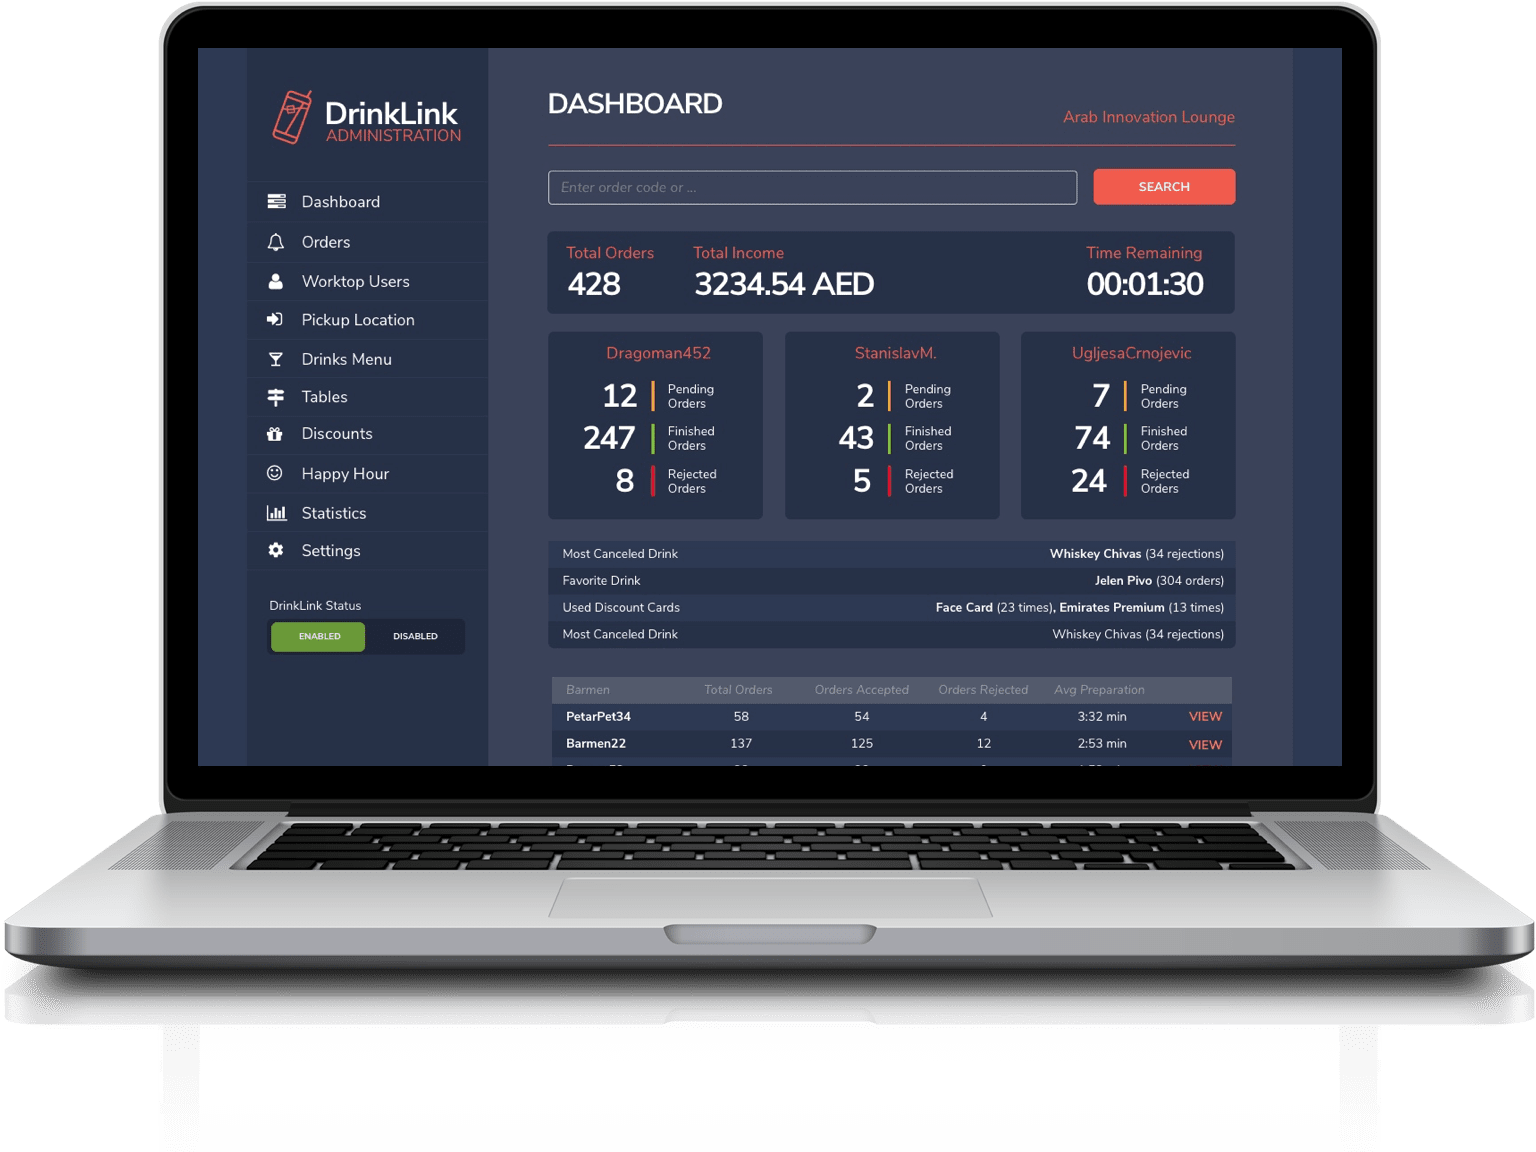 DrinkLink
ADMINISTRATION
Dashboard
Orders
Worktop Users
Pickup Location
Drinks Menu
Tables
Discounts
Happy Hour
Statistics
Settings
DrinkLink Status
ENABLED DISABLED
DASHBOARD
Arab Innovation Lounge
Enter order code or ...
SEARCH
Total Orders Total Income Time Remaining
428 3234.54 AED 00:01:30
Dragoman452
12 Pending Orders
247 Finished Orders
8 Rejected Orders
StanislavM.
2 Pending Orders
43 Finished Orders
5 Rejected Orders
UgljesaCrnojevic
7 Pending Orders
74 Finished Orders
24 Rejected Orders
Most Canceled Drink Whiskey Chivas (34 rejections)
Favorite Drink Jelen Pivo (304 orders)
Used Discount Cards Face Card (23 times), Emirates Premium (13 times)
Most Canceled Drink Whiskey Chivas (34 rejections)
Barmen Total Orders Orders Accepted Orders Rejected Avg Preparation
PetarPet34 58 54 4 3:32 min VIEW
Barmen22 137 125 12 2:53 min VIEW